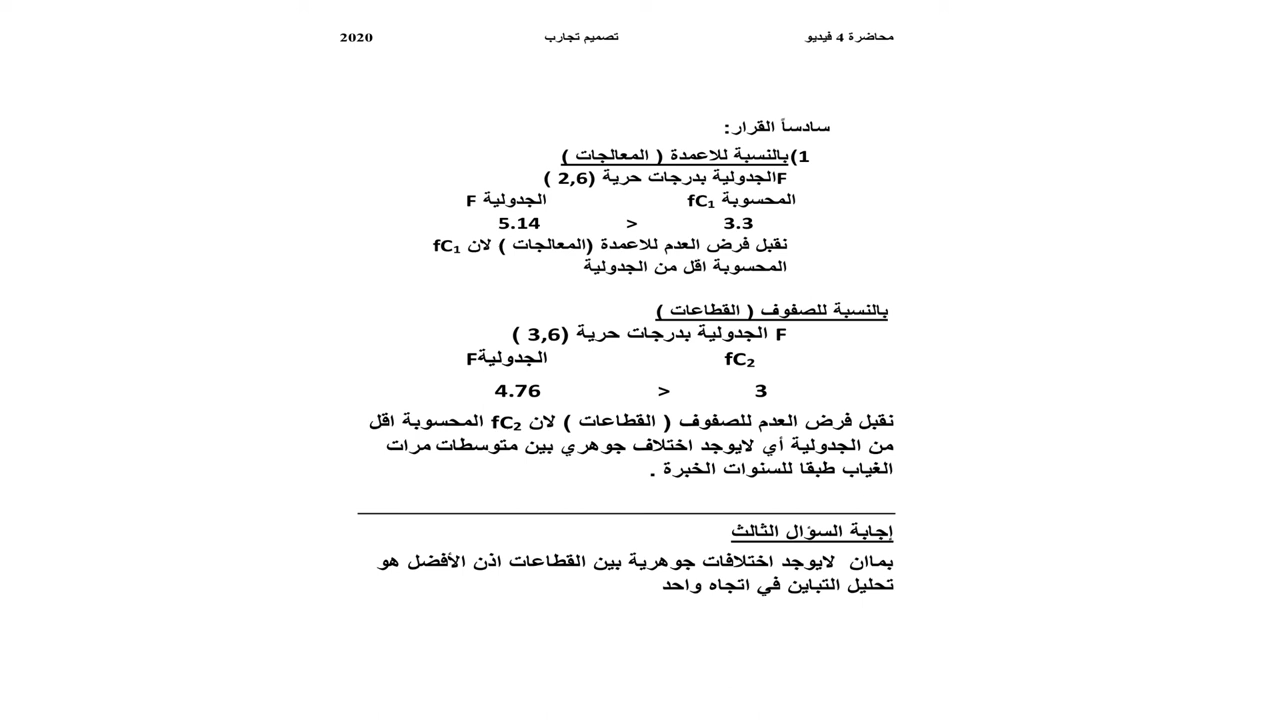 محاضرة 4 فيديو تصميم تجارب 2020
سادساً القرار:
1)بالنسبة للاعمدة ( المعالجات )
Fالجدولية بدرجات حرية (2,6 )
المحسوبة fC₁ الجدولية F
3.3 > 5.14
نقبل فرض العدم للاعمدة (المعالجات ) لان fC₁
المحسوبة اقل من الجدولية
بالنسبة للصفوف ( القطاعات )
F الجدولية بدرجات حرية (3,6 )
fC₂ الجدوليةF
3 > 4.76
نقبل فرض العدم للصفوف ( القطاعات ) لان fC₂ المحسوبة اقل
من الجدولية أي لايوجد اختلاف جوهري بين متوسطات مرات
الغياب طبقا للسنوات الخبرة .
إجابة السؤال الثالث
بماان لايوجد اختلافات جوهرية بين القطاعات اذن الأفضل هو
تحليل التباين في اتجاه واحد